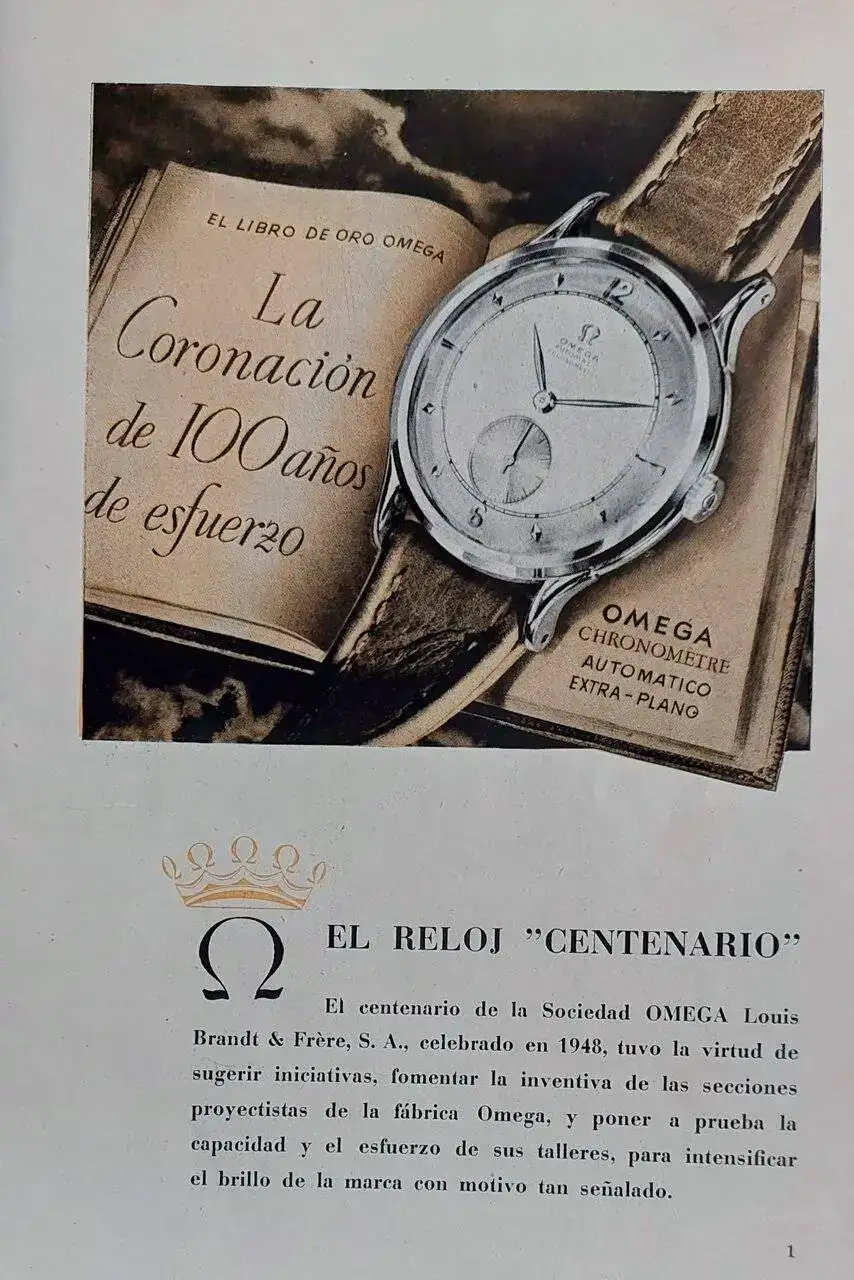 EL LIBRO DE ORO OMEGA
La
Coronación
de 100 años
de esfuerzo
12
Ω
OMEGA
AUTOMATIC
6
OMEGA
CHRONOMETRE
AUTOMATICO
EXTRA-PLANO
Ω
EL RELOJ "CENTENARIO"
El centenario de la Sociedad OMEGA Louis
Brandt & Frère, S. A., celebrado en 1948, tuvo la virtud de
sugerir iniciativas, fomentar la inventiva de las secciones
proyectistas de la fábrica Omega, y poner a prueba la
capacidad y el esfuerzo de sus talleres, para intensificar
el brillo de la marca con motivo tan señalado.
1